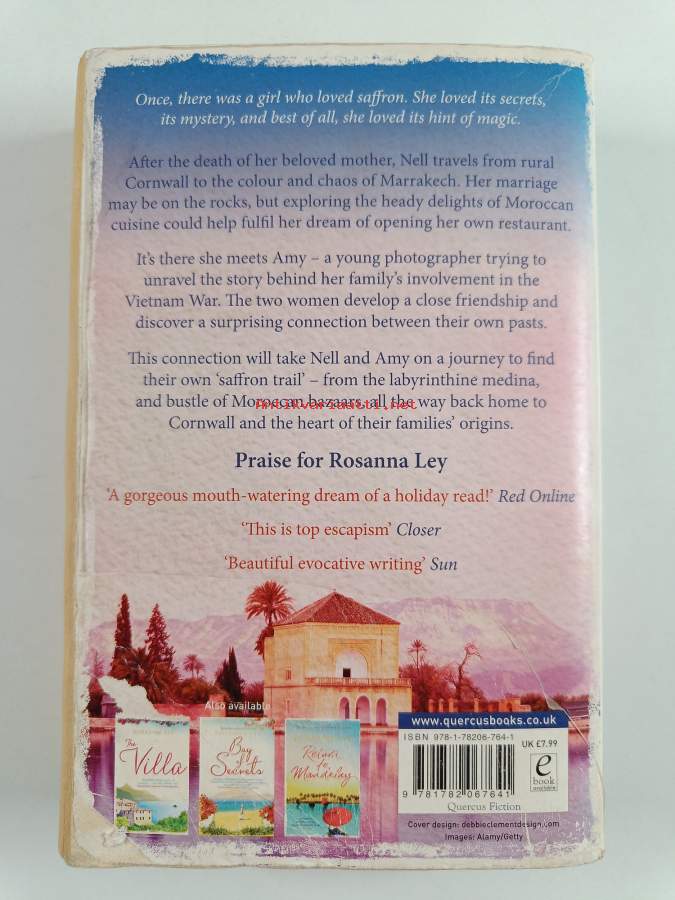 Once, there was a girl who loved saffron. She loved its secrets,
its mystery, and best of all, she loved its hint of magic.
After the death of her beloved mother, Nell travels from rural
Cornwall to the colour and chaos of Marrakech. Her marriage
may be on the rocks, but exploring the heady delights of Moroccan
cuisine could help fulfil her dream of opening her own restaurant.
It's there she meets Amy – a young photographer trying to
unravel the story behind her family's involvement in the
Vietnam War. The two women develop a close friendship and
discover a surprising connection between their own pasts.
This connection will take Nell and Amy on a journey to find
their own 'saffron trail' – from the labyrinthine medina,
and bustle of Moroccan bazaars, all the way back home to
Antikvariaatti.net
Cornwall and the heart of their families' origins.
Praise for Rosanna Ley
'A gorgeous mouth-watering dream of a holiday read!' Red Online
'This is top escapism' Closer
'Beautiful evocative writing' Sun
Also available
The Villa
Bay of Secrets
Return to Mandalay
www.quercusbooks.co.uk
ISBN 978-1-78206-764-1
UK £7.99
e
book
available
9 781782 067641
Quercus Fiction
Cover design: debbieclementdesign.com
Images: Alamy/Getty